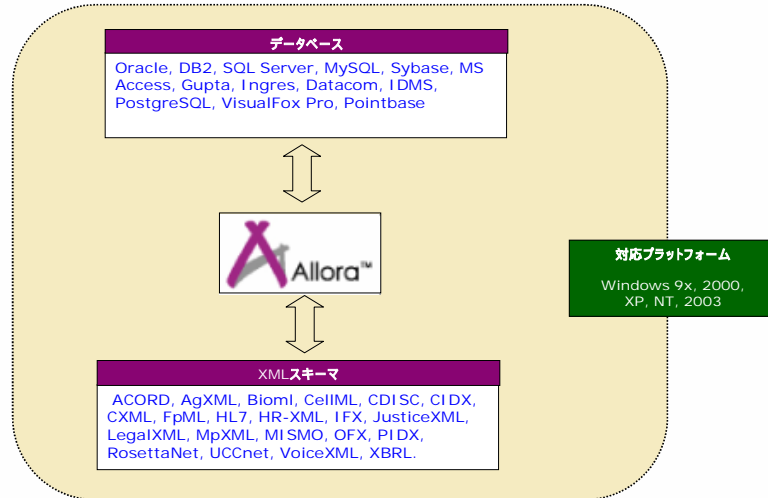 データベース
Oracle, DB2, SQL Server, MySQL, Sybase, MS
Access, Gupta, Ingres, Datacom, IDMS,
PostgreSQL, VisualFox Pro, Pointbase
Allora™
対応プラットフォーム
Windows 9x, 2000,
XP, NT, 2003
XMLスキーマ
ACORD, AgXML, Bioml, CellML, CDISC, CIDX,
CXML, FpML, HL7, HR-XML, IFX, JusticeXML,
LegalXML, MpXML, MISMO, OFX, PIDX,
RosettaNet, UCCnet, VoiceXML, XBRL.